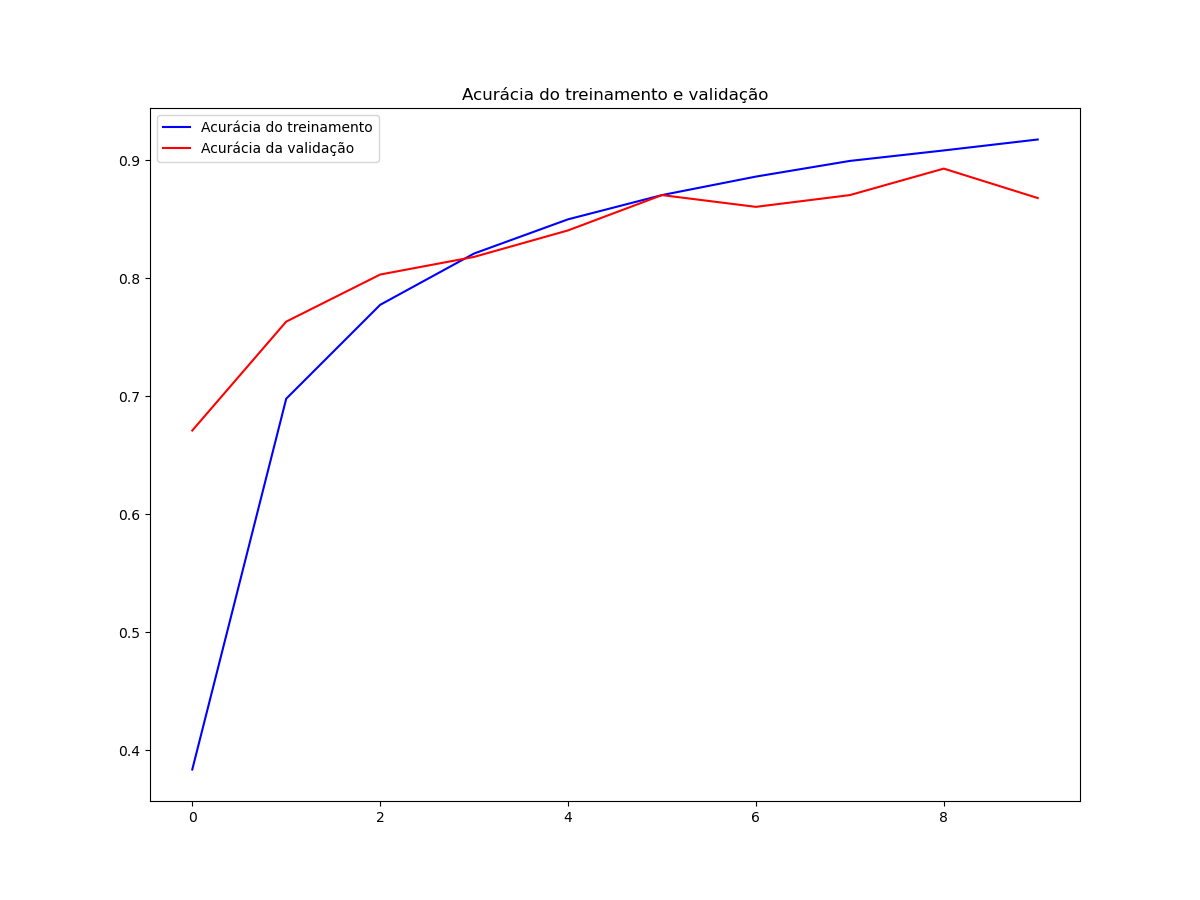 Acurácia do treinamento e validação
Acurácia do treinamento
Acurácia da validação
0.9
0.8
0.7
0.6
0.5
0.4
0 2 4 6 8